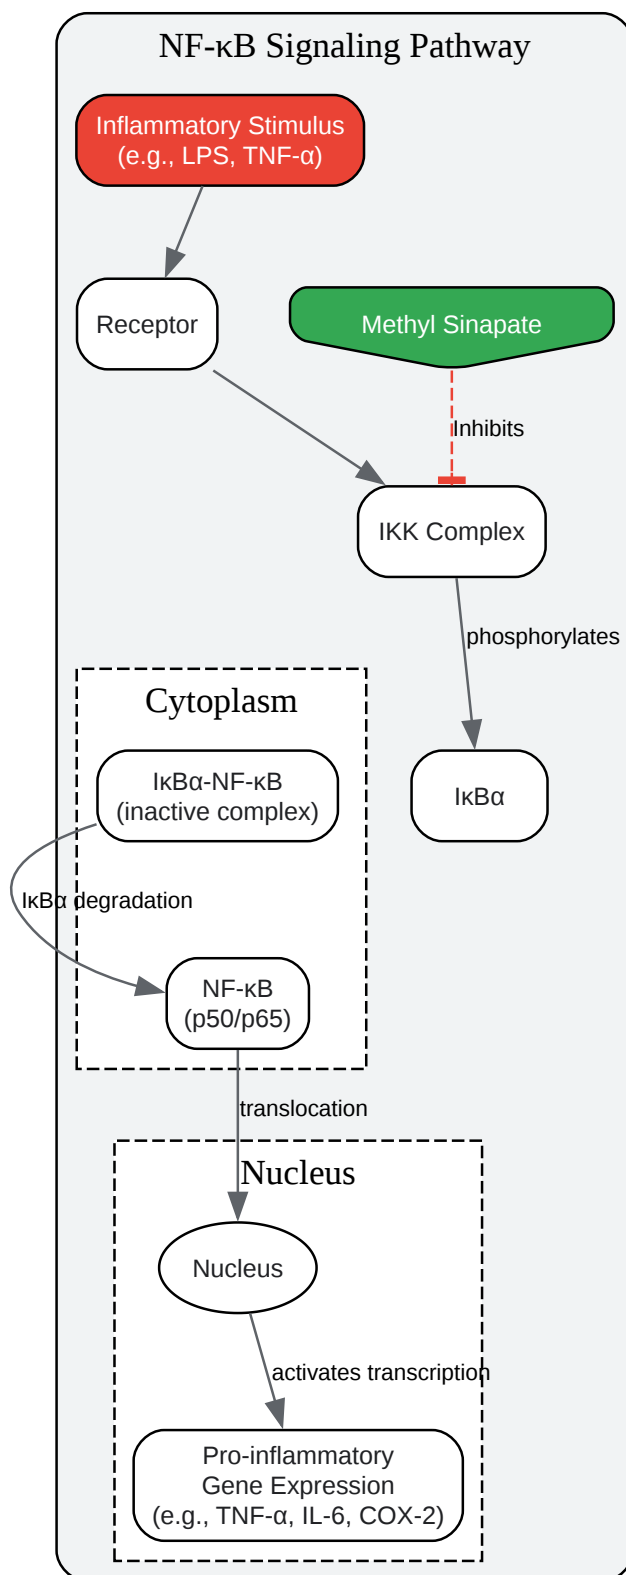 NF-κB Signaling Pathway
Inflammatory Stimulus
(e.g., LPS, TNF-α)
Receptor
Methyl Sinapate
Inhibits
IKK Complex
phosphorylates
Cytoplasm
IκBα-NF-κB
(inactive complex)
IκBα
IκBα degradation
NF-κB
(p50/p65)
translocation
Nucleus
Nucleus
activates transcription
Pro-inflammatory
Gene Expression
(e.g., TNF-α, IL-6, COX-2)